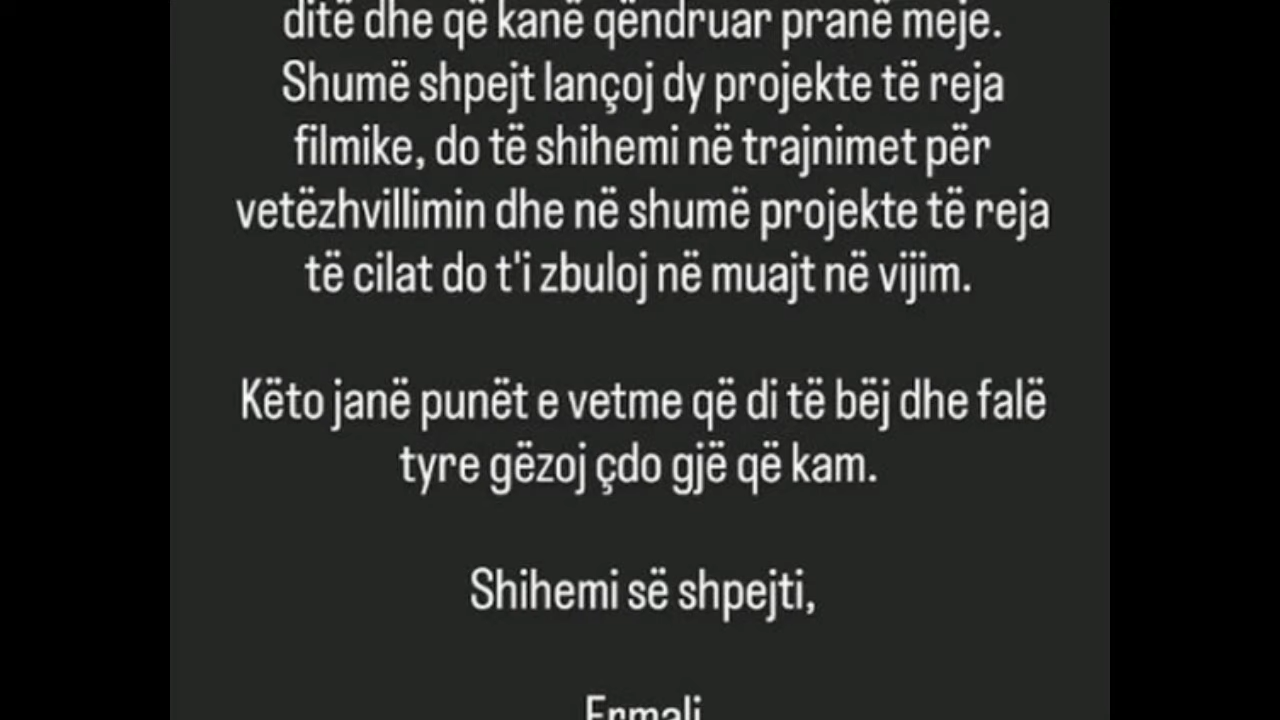 ditë dhe që kanë qëndruar pranë meje.
Shumë shpejt lançoj dy projekte të reja
filmike, do të shihemi në trajnimet për
vetëzhvillimin dhe në shumë projekte të reja
të cilat do t'i zbuloj në muajt në vijim.
Këto janë punët e vetme që di të bëj dhe falë
tyre gëzoj çdo gjë që kam.
Shihemi së shpejti,
Ermali